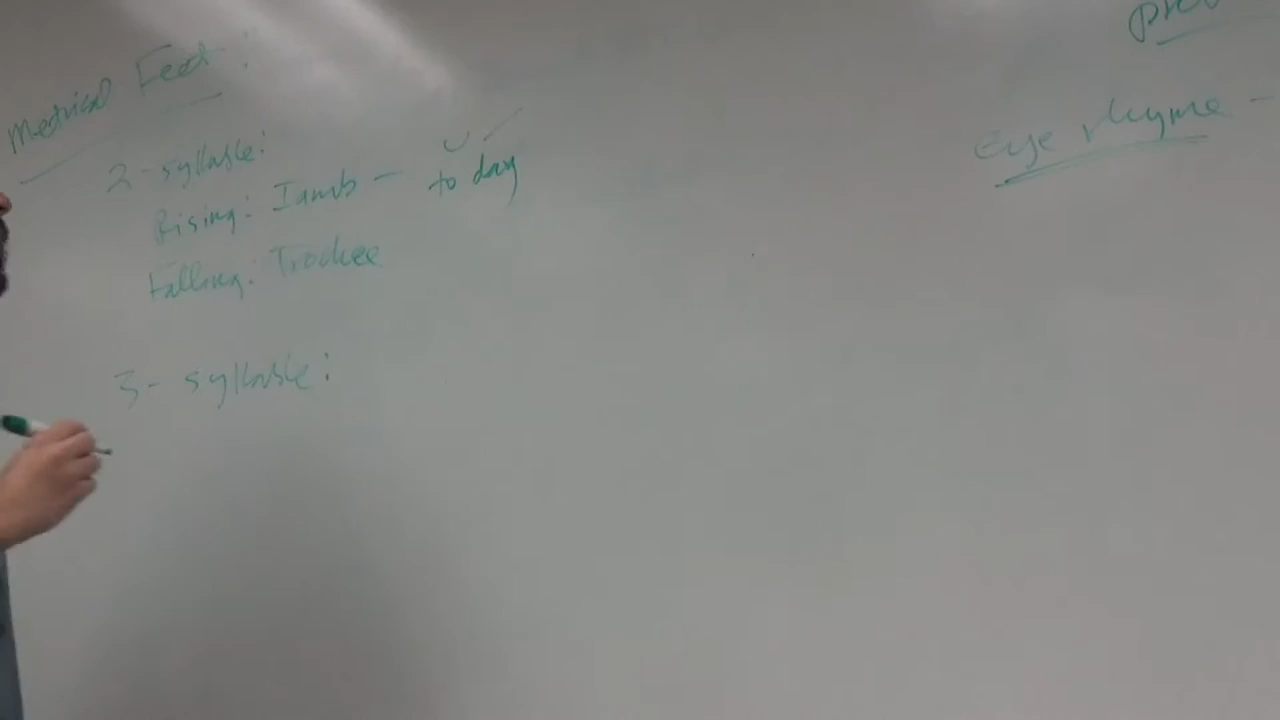 Metrical Feet:
2-syllable:
Rising: Iamb - to day
Falling: Trochee
3- syllable:
Eye rhyme -